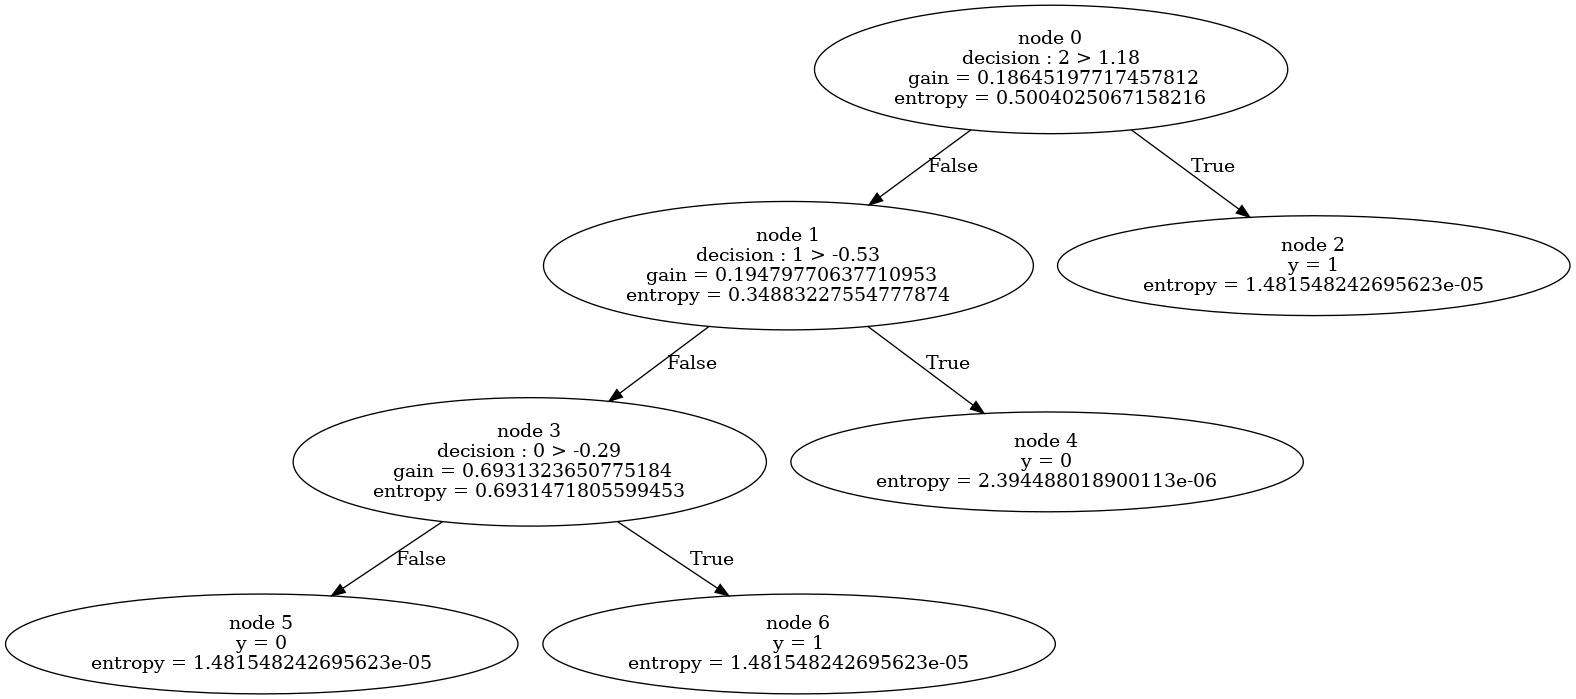 node 0
decision : 2 > 1.18
gain = 0.18645197717457812
entropy = 0.5004025067158216
False
True
node 1
decision : 1 > -0.53
gain = 0.19479770637710953
entropy = 0.34883227554777874
node 2
y = 1
entropy = 1.481548242695623e-05
False
True
node 3
decision : 0 > -0.29
gain = 0.6931323650775184
entropy = 0.6931471805599453
node 4
y = 0
entropy = 2.394488018900113e-06
False
True
node 5
y = 0
entropy = 1.481548242695623e-05
node 6
y = 1
entropy = 1.481548242695623e-05